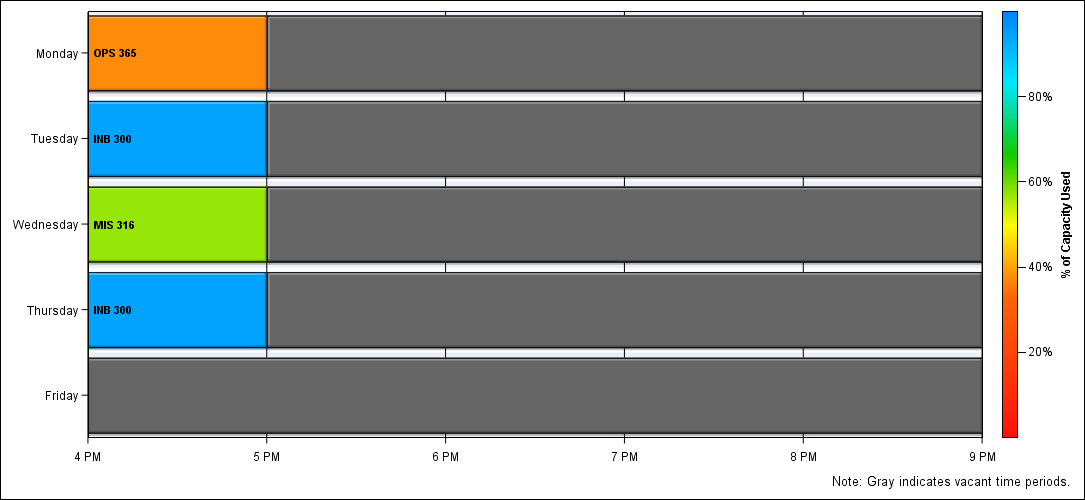 Monday
OPS 365
Tuesday
INB 300
Wednesday
MIS 316
Thursday
INB 300
Friday
4 PM 5 PM 6 PM 7 PM 8 PM 9 PM
80%
60%
40%
20%
% of Capacity Used
Note: Gray indicates vacant time periods.